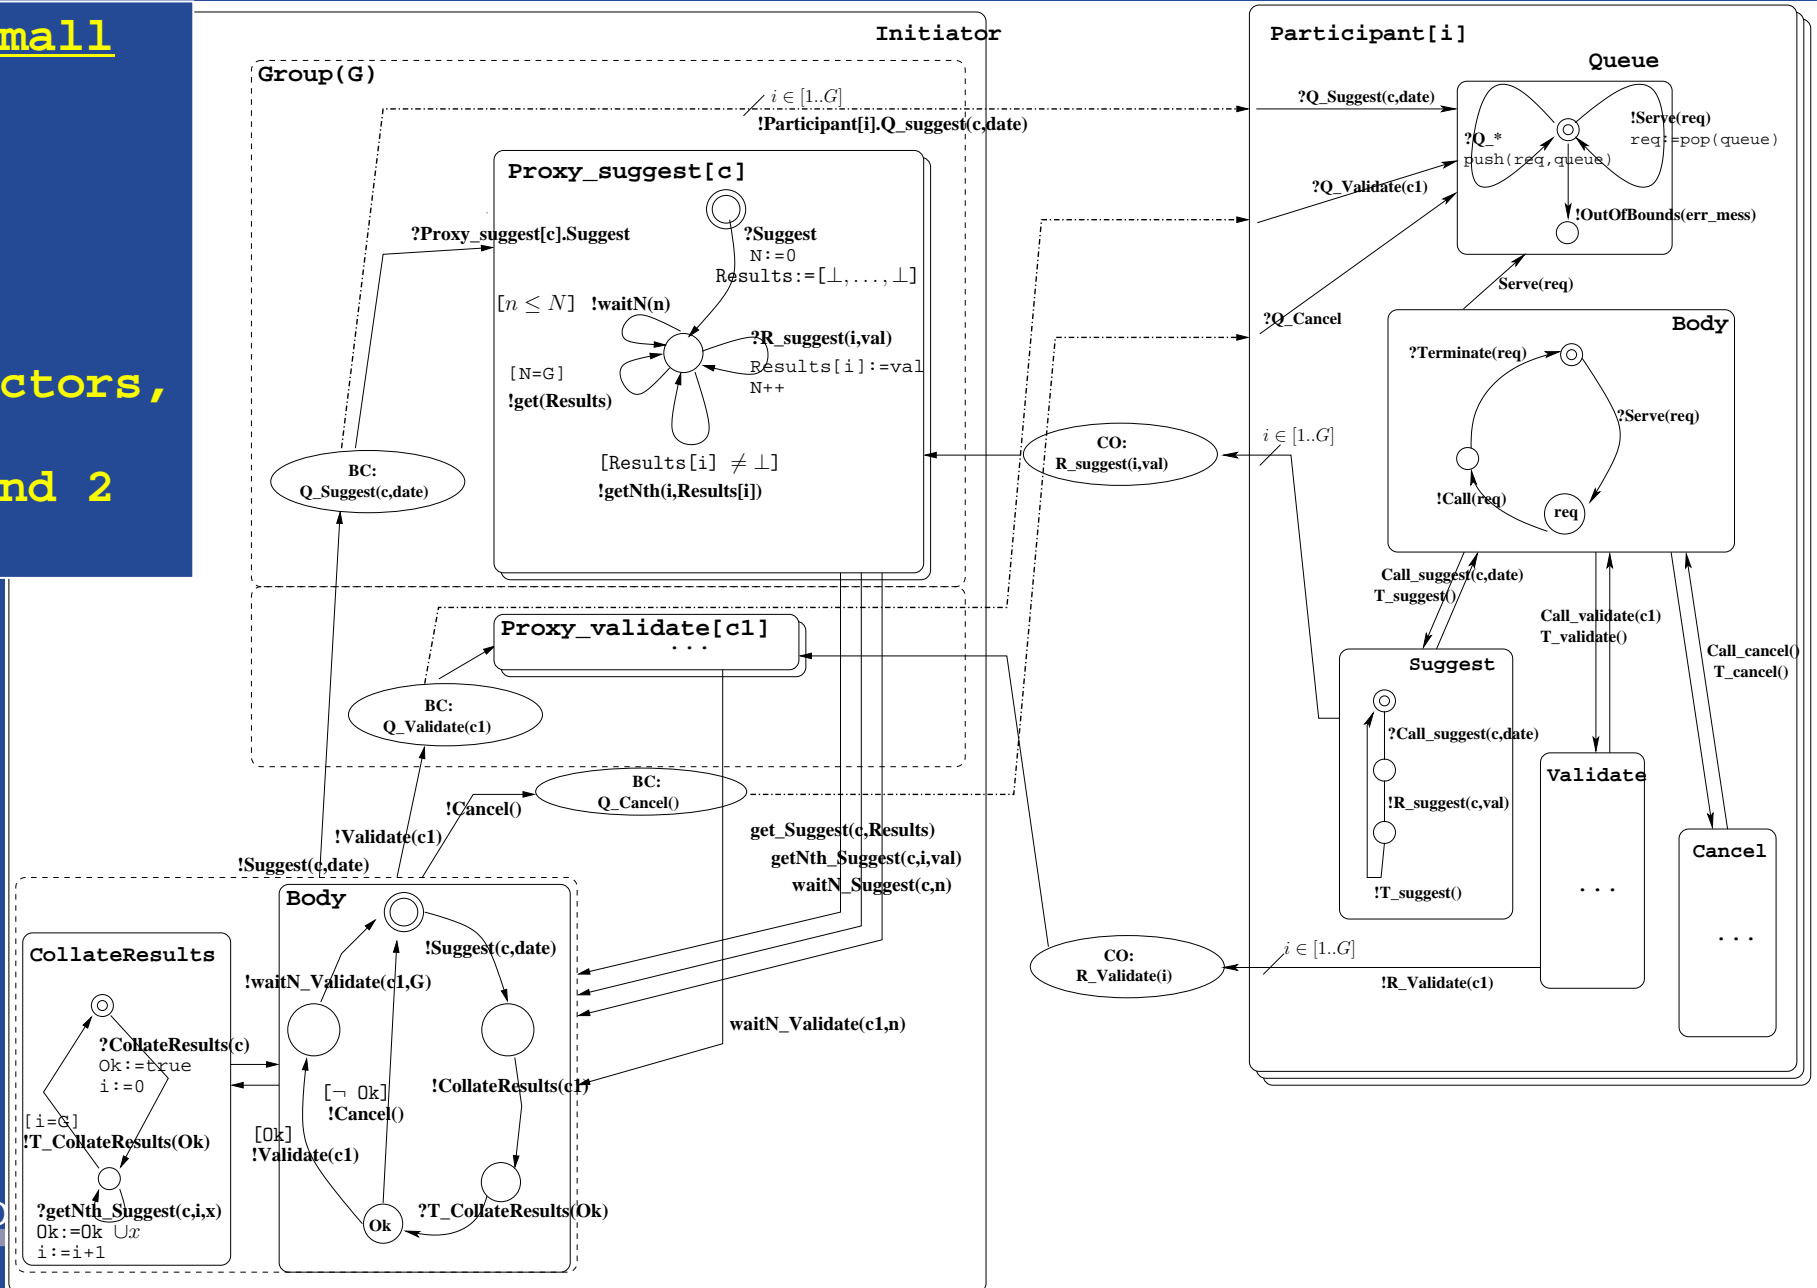 mall
ctors,
nd 2
Initiator
Group(G)
i ∈ [1..G]
!Participant[i].Q_suggest(c,date)
Proxy_suggest[c]
?Proxy_suggest[c].Suggest
?Suggest
N:=0
Results:=[⊥,...,⊥]
[n ≤ N] !waitN(n)
?R_suggest(i,val)
Results[i]:=val
N++
[N=G]
!get(Results)
[Results[i] ≠ ⊥]
!getNth(i,Results[i])
BC:
Q_Suggest(c,date)
CO:
R_suggest(i,val)
Proxy_validate[c1]
...
BC:
Q_Validate(c1)
BC:
Q_Cancel()
!Cancel()
!Validate(c1)
!Suggest(c,date)
get_Suggest(c,Results)
getNth_Suggest(c,i,val)
waitN_Suggest(c,n)
waitN_Validate(c1,n)
Body
!Suggest(c,date)
!waitN_Validate(c1,G)
!CollateResults(c1)
[¬ Ok]
!Cancel()
[Ok]
!Validate(c1)
?T_CollateResults(Ok)
Ok
CollateResults
?CollateResults(c)
Ok:=true
i:=0
[i=G]
!T_CollateResults(Ok)
?getNth_Suggest(c,i,x)
Ok:=Ok ∪x
i:=i+1
CO:
R_Validate(i)
Participant[i]
Queue
?Q_Suggest(c,date)
?Q_Validate(c1)
?Q_Cancel
?Q_*
push(req,queue)
!Serve(req)
req:=pop(queue)
!OutOfBounds(err_mess)
Serve(req)
Body
?Terminate(req)
?Serve(req)
!Call(req)
req
i ∈ [1..G]
Call_suggest(c,date)
T_suggest()
Call_validate(c1)
T_validate()
Call_cancel()
T_cancel()
Suggest
?Call_suggest(c,date)
!R_suggest(c,val)
!T_suggest()
Validate
...
Cancel
...
i ∈ [1..G]
!R_Validate(c1)